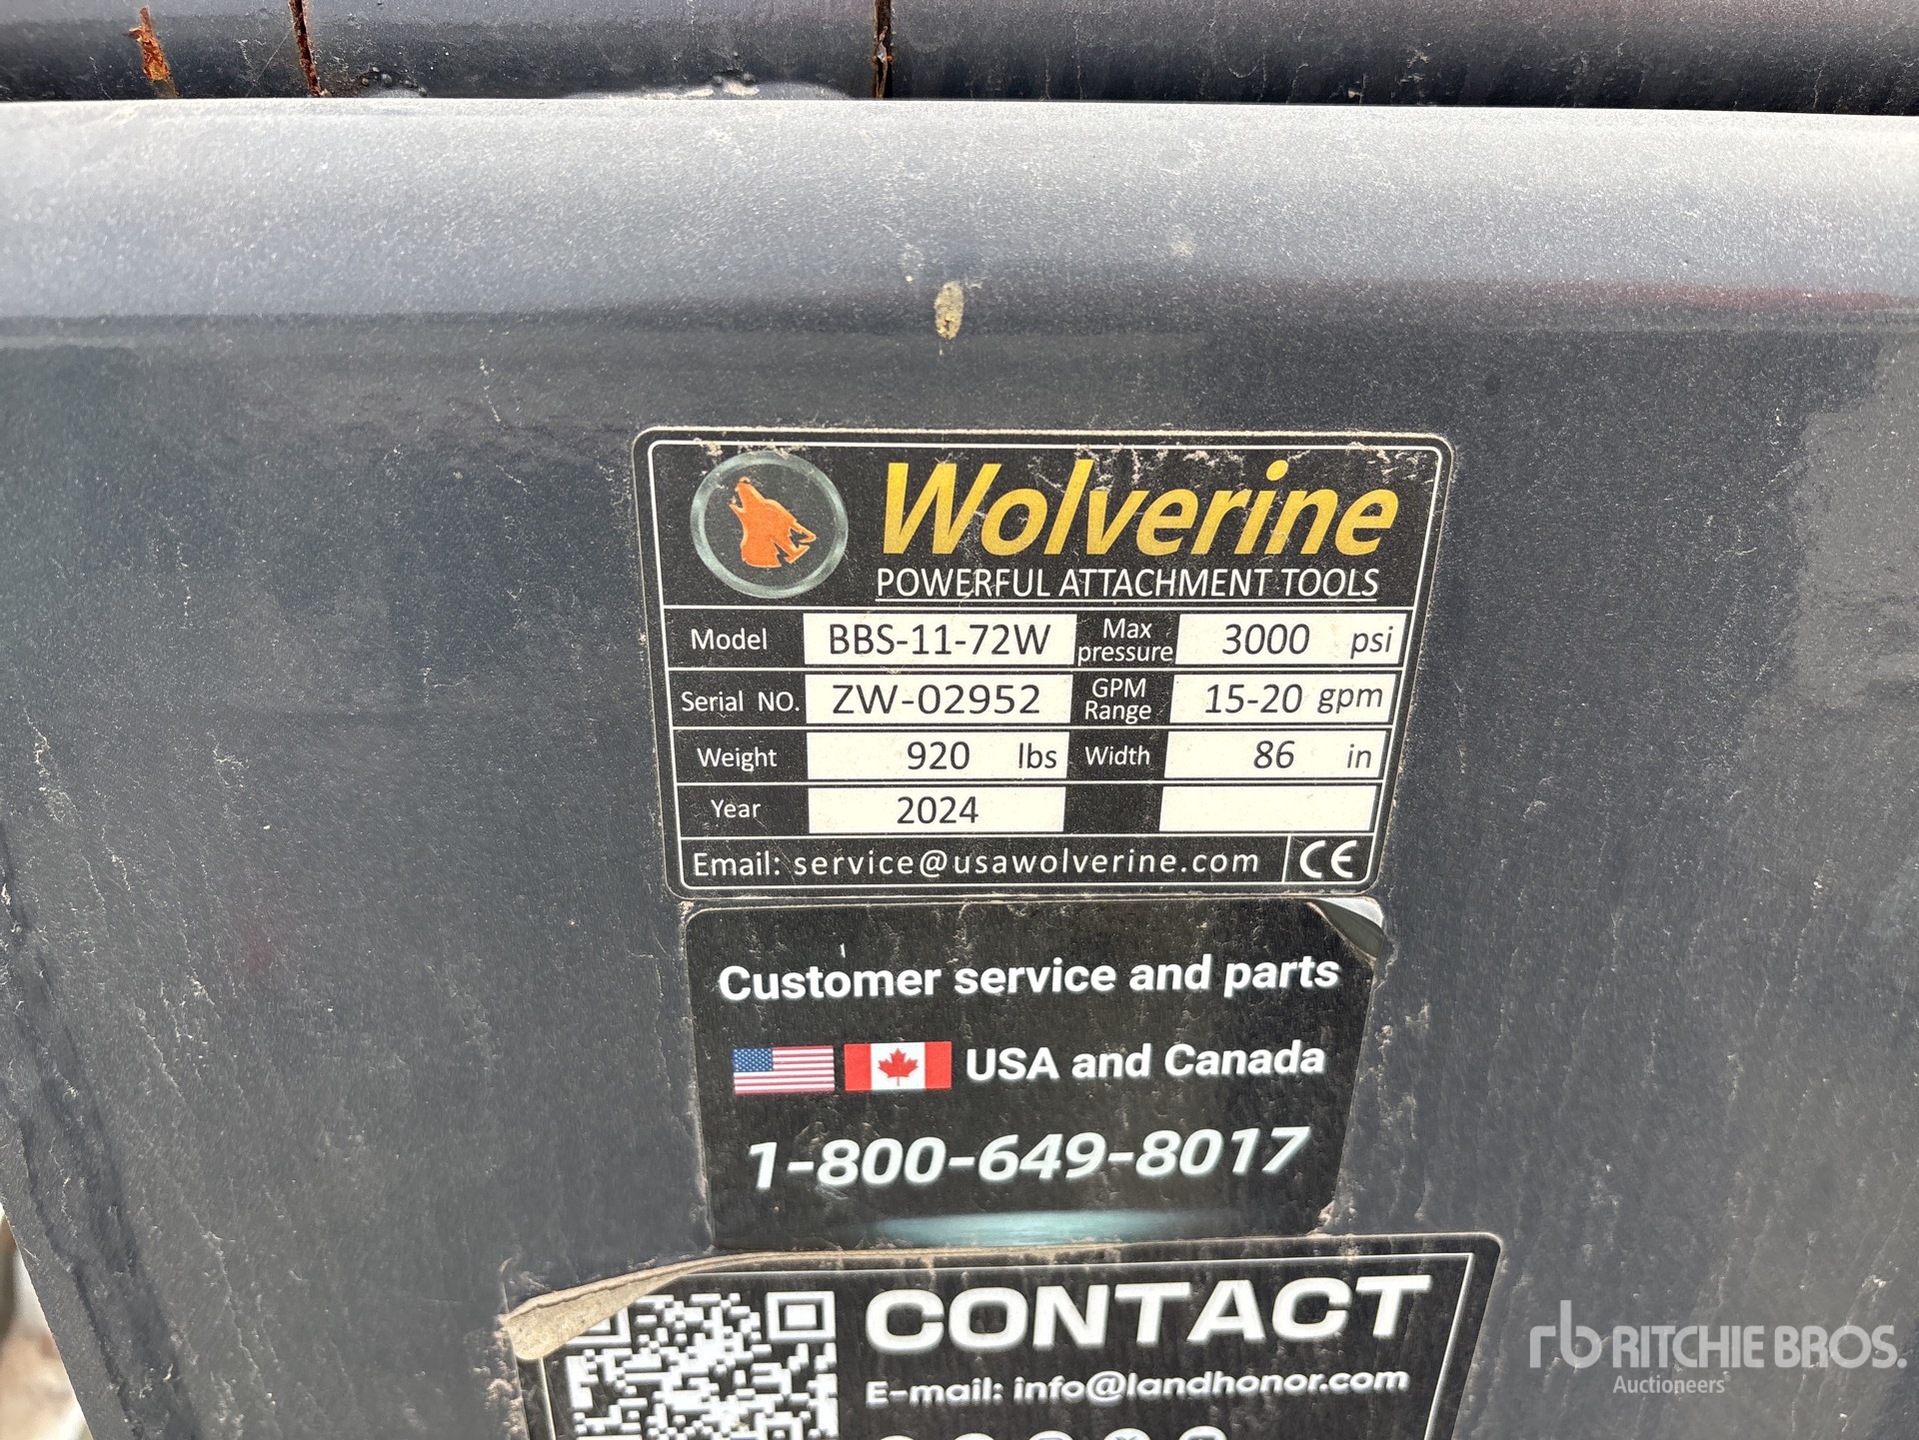 Wolverine
POWERFUL ATTACHMENT TOOLS
Model BBS-11-72W Max pressure 3000 psi
Serial NO. ZW-02952 GPM Range 15-20 gpm
Weight 920 lbs Width 86 in
Year 2024
Email: service@usawolverine.com CE
Customer service and parts
USA and Canada
1-800-649-8017
CONTACT
E-mail: info@landhonor.com
rb RITCHIE BROS.
Auctioneers